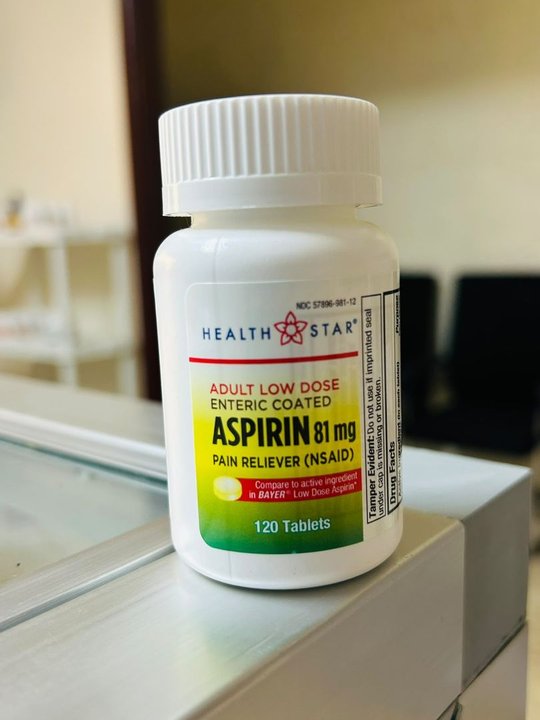 NDC 57896-981-12
HEALTH STAR®
ADULT LOW DOSE
ENTERIC COATED
ASPIRIN 81 mg
PAIN RELIEVER (NSAID)
Compare to active ingredient
in BAYER® Low Dose Aspirin*
120 Tablets
Tamper Evident: Do not use if imprinted seal
under cap is missing or broken.
Drug Facts
Purpose